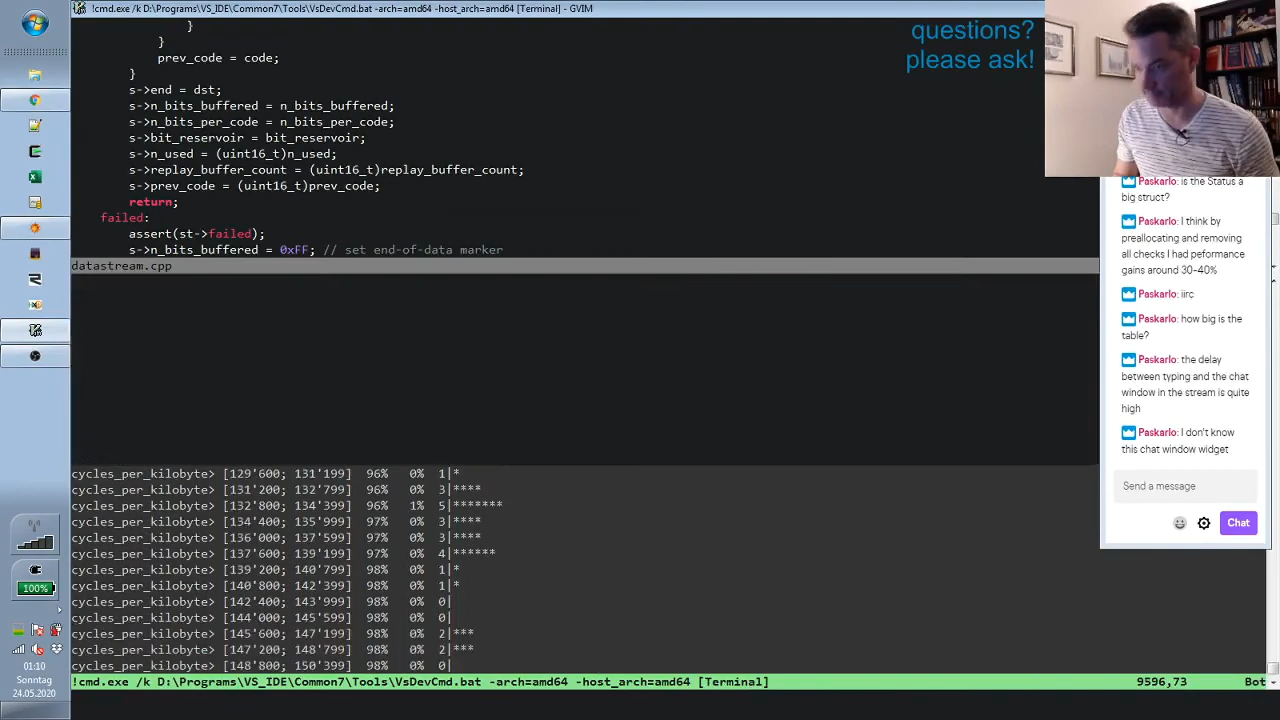 !cmd.exe /k D:\Programs\VS_IDE\Common7\Tools\VsDevCmd.bat -arch=amd64 -host_arch=amd64 [Terminal] - GVIM
}
}
prev_code = code;
}
s->end = dst;
s->n_bits_buffered = n_bits_buffered;
s->n_bits_per_code = n_bits_per_code;
s->bit_reservoir = bit_reservoir;
s->n_used = (uint16_t)n_used;
s->replay_buffer_count = (uint16_t)replay_buffer_count;
s->prev_code = (uint16_t)prev_code;
return;
failed:
assert(st->failed);
s->n_bits_buffered = 0xFF; // set end-of-data marker
datastream.cpp
cycles_per_kilobyte> [129'600; 131'199] 96% 0% 1|*
cycles_per_kilobyte> [131'200; 132'799] 96% 0% 3|****
cycles_per_kilobyte> [132'800; 134'399] 96% 1% 5|*******
cycles_per_kilobyte> [134'400; 135'999] 97% 0% 3|****
cycles_per_kilobyte> [136'000; 137'599] 97% 0% 3|****
cycles_per_kilobyte> [137'600; 139'199] 97% 0% 4|******
cycles_per_kilobyte> [139'200; 140'799] 98% 0% 1|*
cycles_per_kilobyte> [140'800; 142'399] 98% 0% 1|*
cycles_per_kilobyte> [142'400; 143'999] 98% 0% 0|
cycles_per_kilobyte> [144'000; 145'599] 98% 0% 0|
cycles_per_kilobyte> [145'600; 147'199] 98% 0% 2|***
cycles_per_kilobyte> [147'200; 148'799] 98% 0% 2|***
cycles_per_kilobyte> [148'800; 150'399] 98% 0% 0|
!cmd.exe /k D:\Programs\VS_IDE\Common7\Tools\VsDevCmd.bat -arch=amd64 -host_arch=amd64 [Terminal] 9596,73 Bot
questions?
please ask!
Paskarlo: is the Status a
big struct?
Paskarlo: I think by
preallocating and removing
all checks I had peformance
gains around 30-40%
Paskarlo: iirc
Paskarlo: how big is the
table?
Paskarlo: the delay
between typing and the chat
window in the stream is quite
high
Paskarlo: I don't know
this chat window widget
Send a message
Chat
100%
01:10
Sonntag
24.05.2020